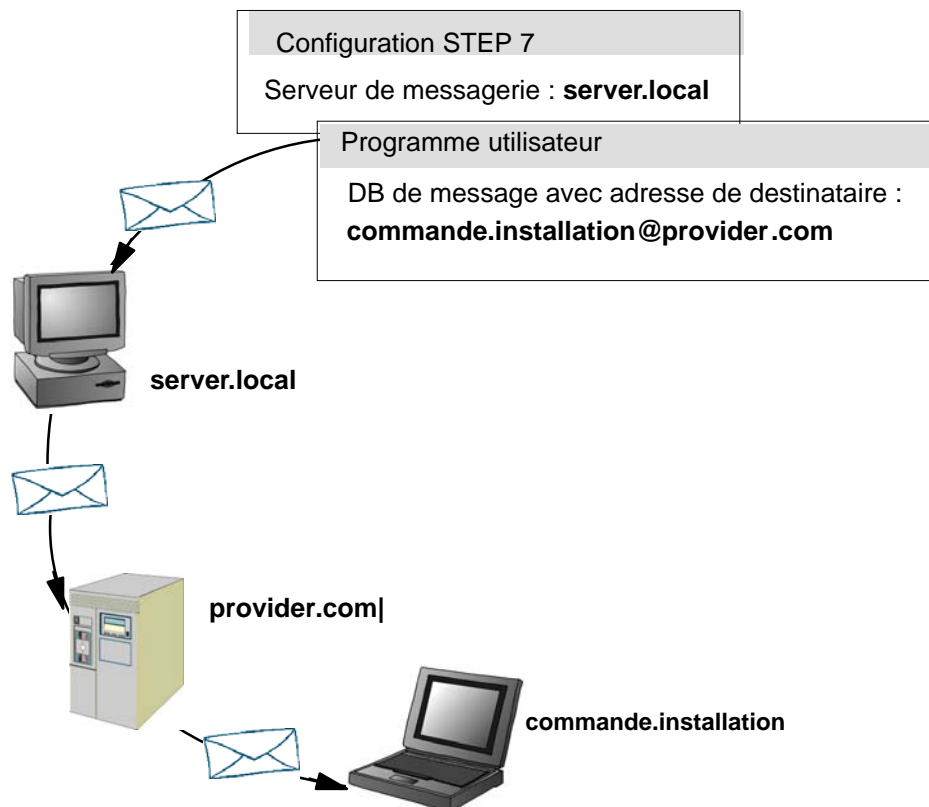 Configuration STEP 7
Serveur de messagerie : server.local
Programme utilisateur
DB de message avec adresse de destinataire :
commande.installation@provider.com
server.local
provider.com|
commande.installation